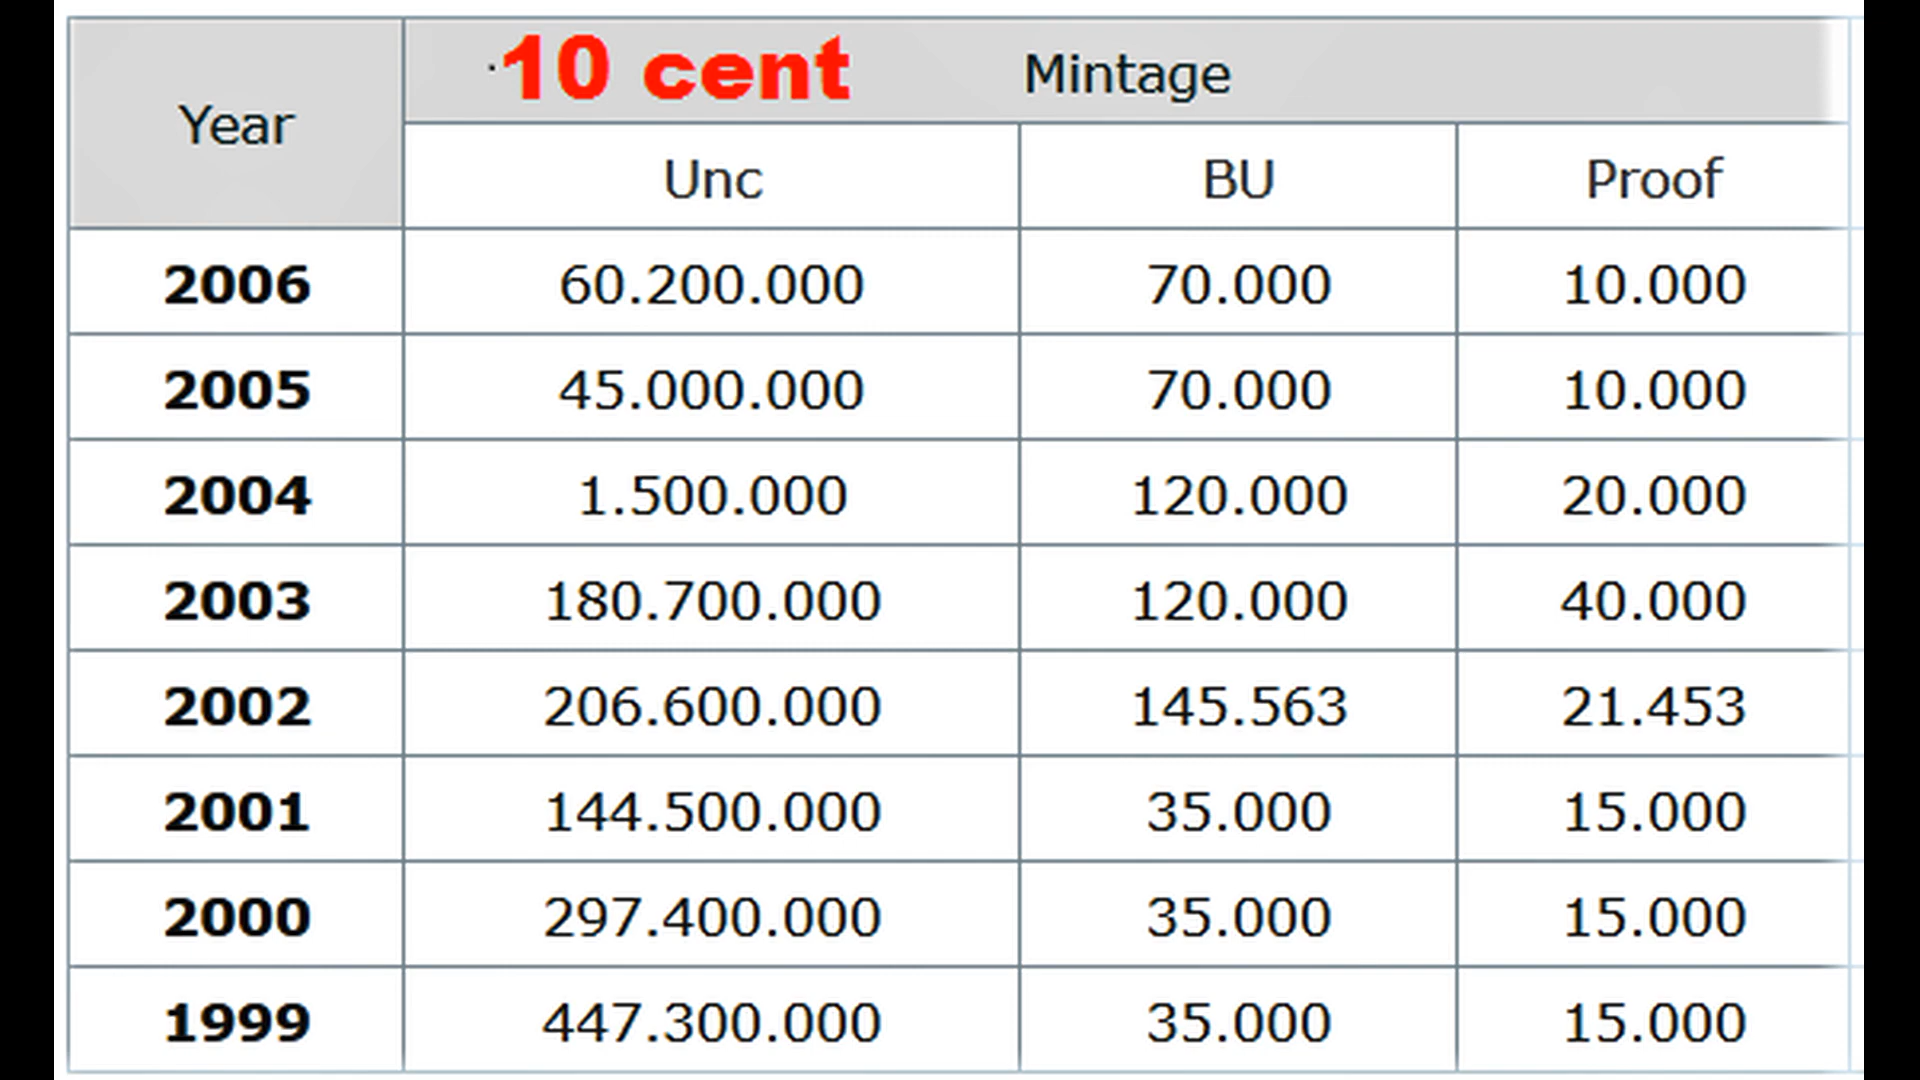 ·10 cent Mintage
Year
Unc BU Proof
2006 60.200.000 70.000 10.000
2005 45.000.000 70.000 10.000
2004 1.500.000 120.000 20.000
2003 180.700.000 120.000 40.000
2002 206.600.000 145.563 21.453
2001 144.500.000 35.000 15.000
2000 297.400.000 35.000 15.000
1999 447.300.000 35.000 15.000